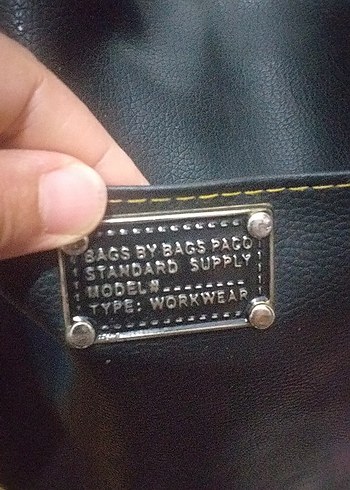 BAGS BY BAGS PACO
STANDARD SUPPLY
MODEL#
TYPE: WORKWEAR